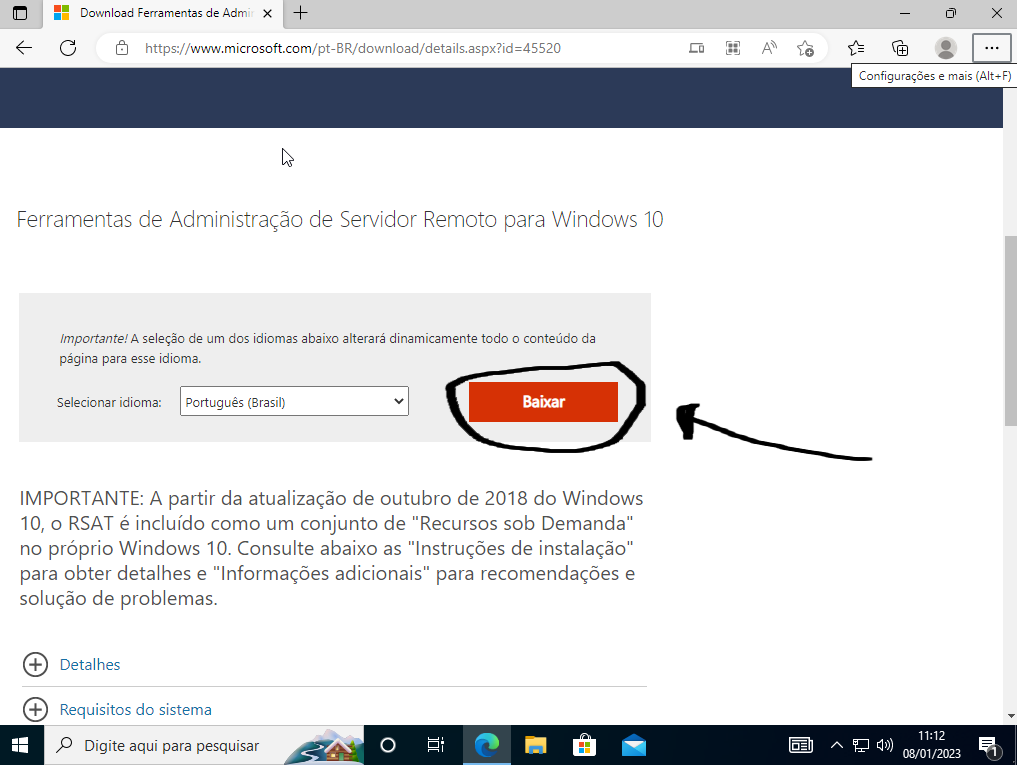 Download Ferramentas de Admi
https://www.microsoft.com/pt-BR/download/details.aspx?id=45520
Configurações e mais (Alt+F)
Ferramentas de Administração de Servidor Remoto para Windows 10
Importante! A seleção de um dos idiomas abaixo alterará dinamicamente todo o conteúdo da
página para esse idioma.
Selecionar idioma: Português (Brasil) Baixar
IMPORTANTE: A partir da atualização de outubro de 2018 do Windows
10, o RSAT é incluído como um conjunto de "Recursos sob Demanda"
no próprio Windows 10. Consulte abaixo as "Instruções de instalação"
para obter detalhes e "Informações adicionais" para recomendações e
solução de problemas.
Detalhes
Requisitos do sistema
Digite aqui para pesquisar
11:12
08/01/2023
1